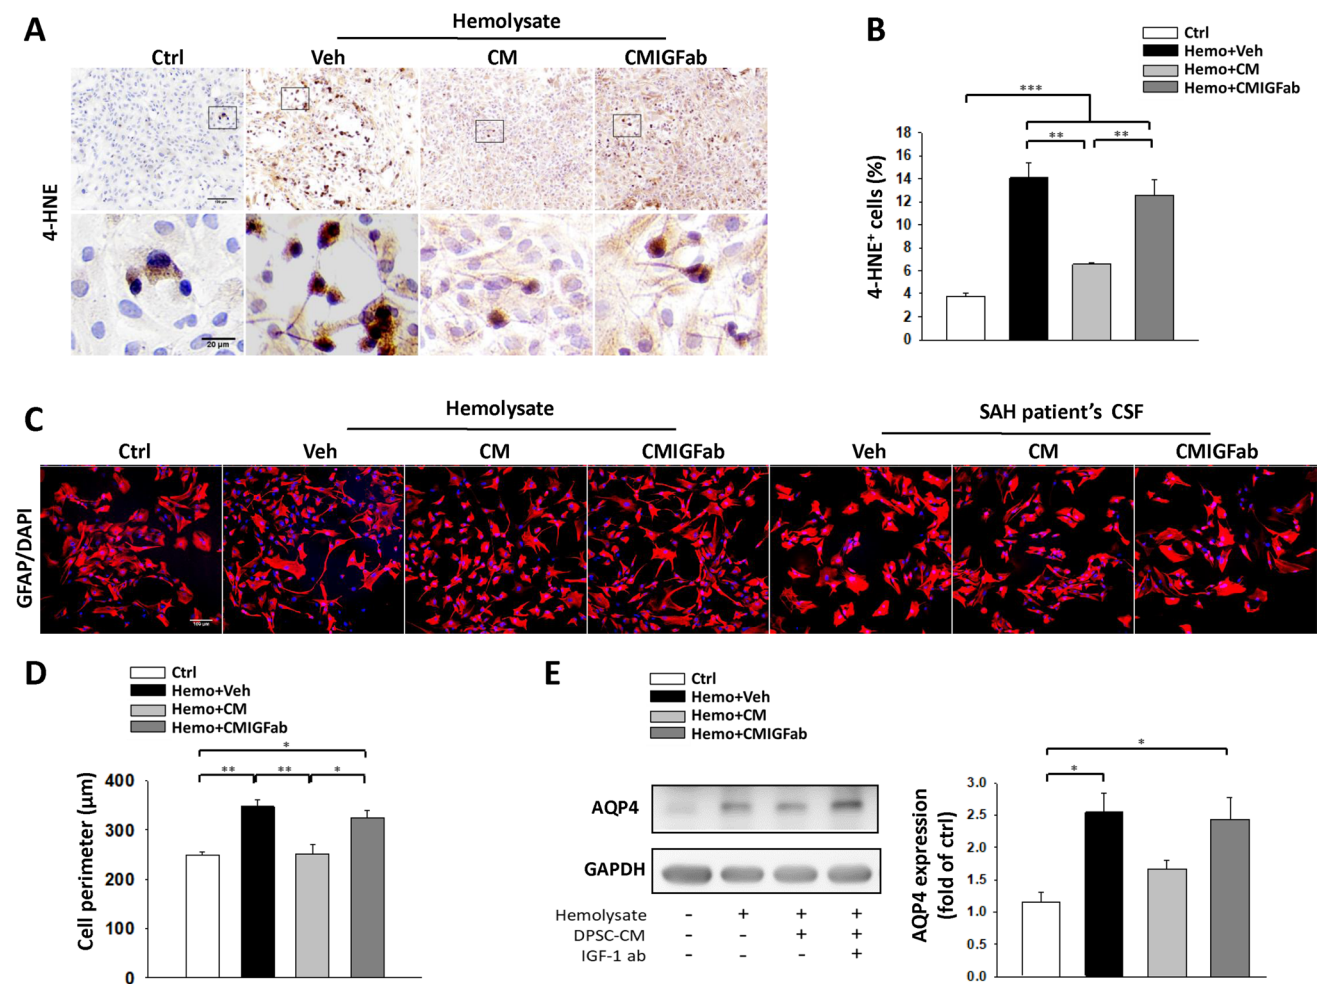 A
Hemolysate
Ctrl Veh CM CMIGFab
4-HNE
20 µm
B
Ctrl
Hemo+Veh
Hemo+CM
Hemo+CMIGFab
***
** **
4-HNE+ cells (%)
18
16
14
12
10
8
6
4
2
0
C
Hemolysate SAH patient's CSF
Ctrl Veh CM CMIGFab Veh CM CMIGFab
GFAP/DAPI
100 µm
D
Ctrl
Hemo+Veh
Hemo+CM
Hemo+CMIGFab
*
** ** *
Cell perimeter (µm)
400
300
200
100
0
E
Ctrl
Hemo+Veh
Hemo+CM
Hemo+CMIGFab
AQP4
GAPDH
Hemolysate - + + +
DPSC-CM - - + +
IGF-1 ab - - - +
*
*
AQP4 expression
(fold of ctrl)
3.0
2.5
2.0
1.5
1.0
0.5
0.0